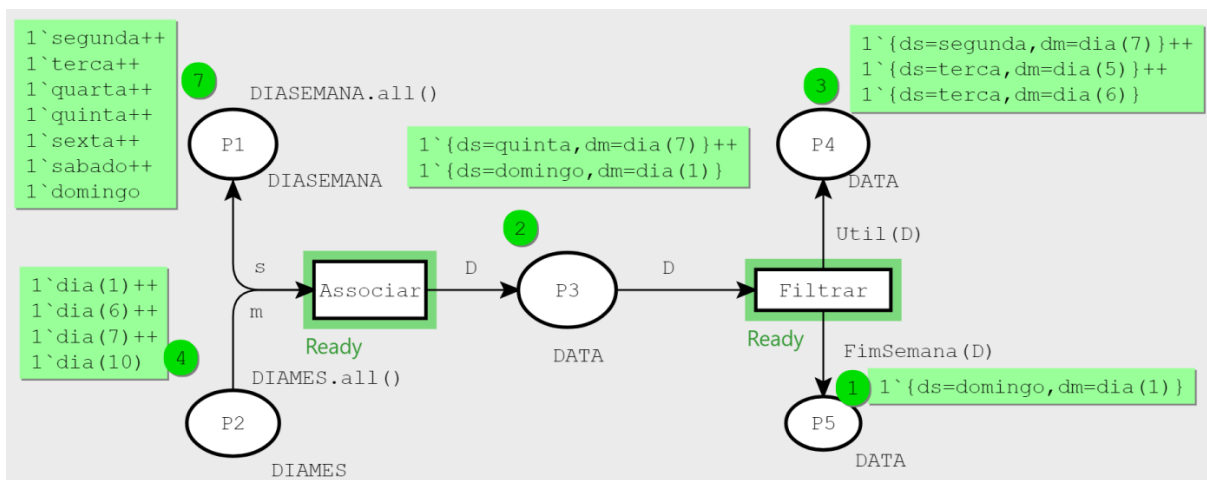 1`segunda++
1`terca++
1`quarta++
1`quinta++
1`sexta++
1`sabado++
1`domingo
7
DIASEMANA.all()
P1
DIASEMANA
1`{ds=quinta,dm=dia(7)}++
1`{ds=domingo,dm=dia(1)}
2
1`{ds=segunda,dm=dia(7)}++
1`{ds=terca,dm=dia(5)}++
1`{ds=terca,dm=dia(6)}
3
P4
DATA
Util(D)
1`dia(1)++
1`dia(6)++
1`dia(7)++
1`dia(10)
4
s
m
Associar
Ready
D
P3
DATA
D
Filtrar
Ready
DIAMES.all()
P2
DIAMES
FimSemana(D)
1
1`{ds=domingo,dm=dia(1)}
P5
DATA